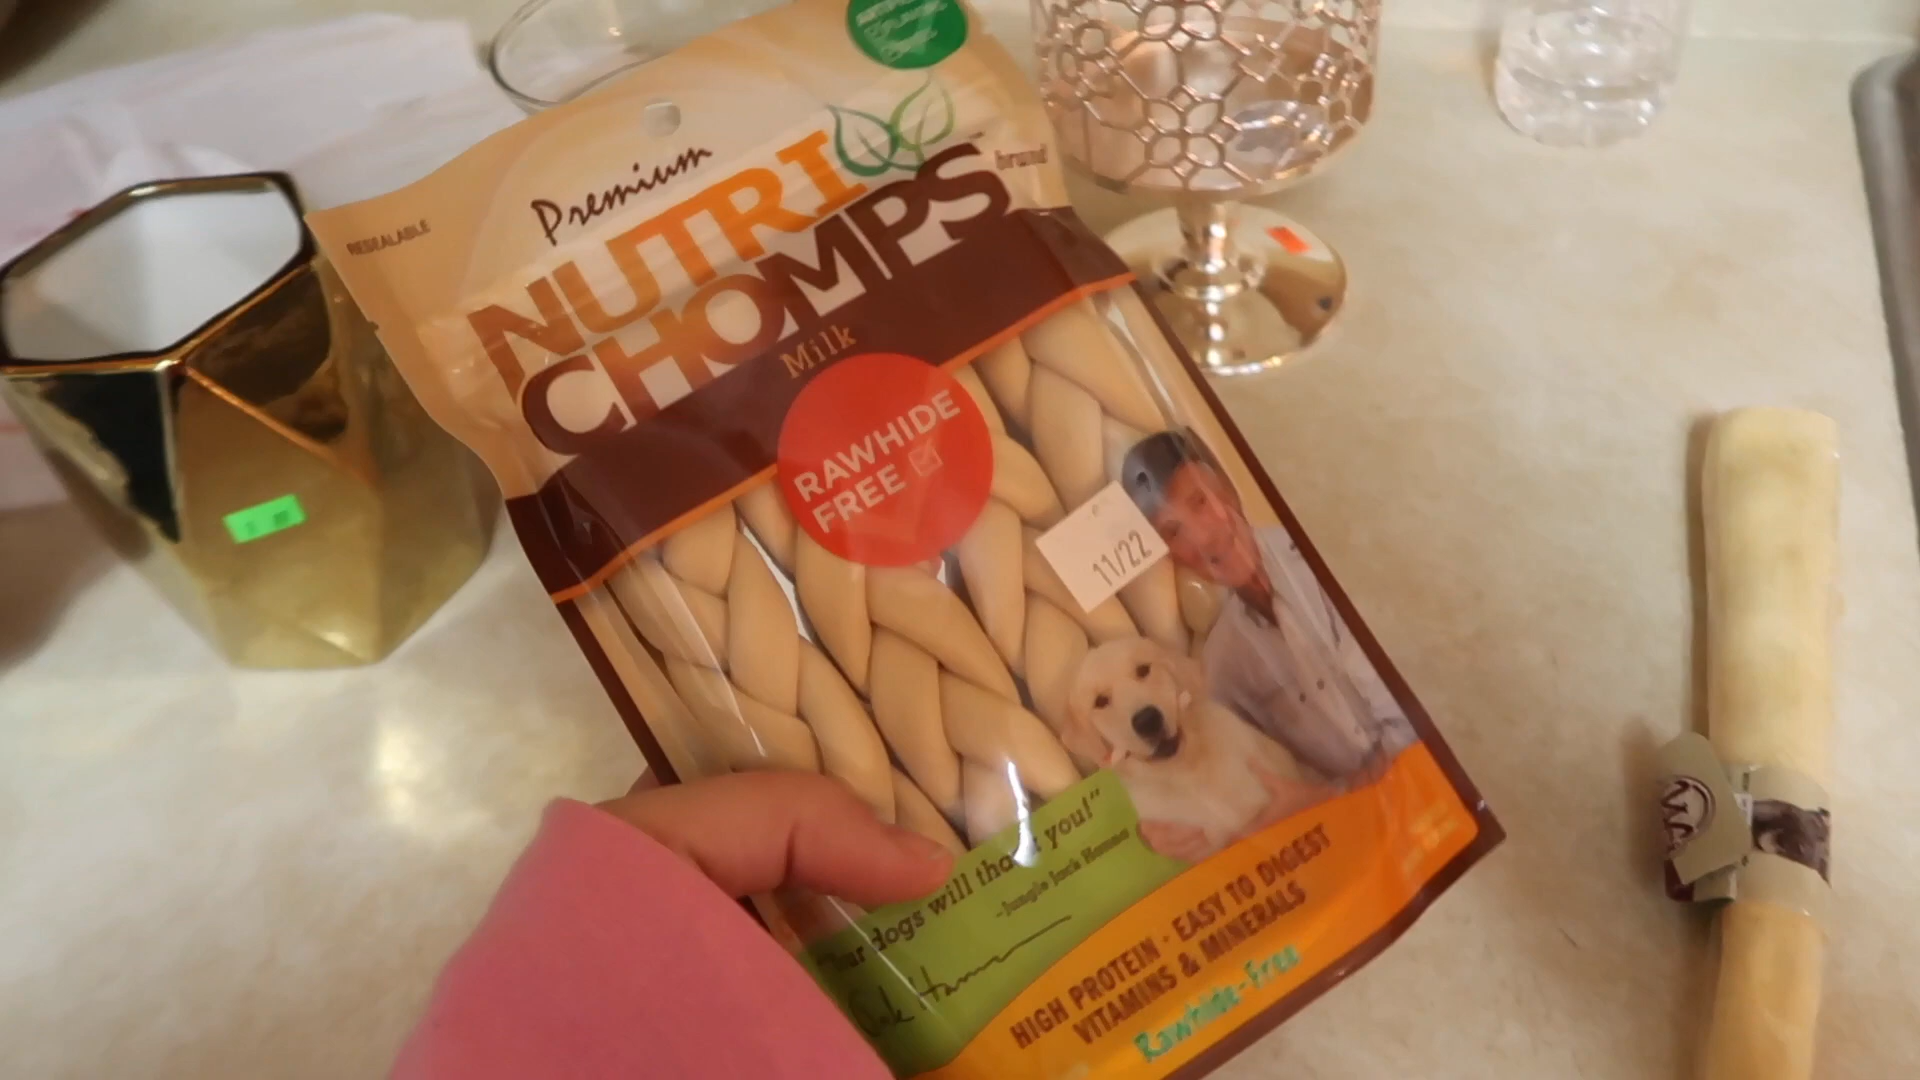 RESEALABLE
Premium
NUTRI
CHOMPS
brand
Milk
RAWHIDE
FREE
11/22
dogs will you!"
-Jungle Jack Hanna
HIGH PROTEIN · EASY TO DIGEST
VITAMINS & MINERALS
Rawhide-Free